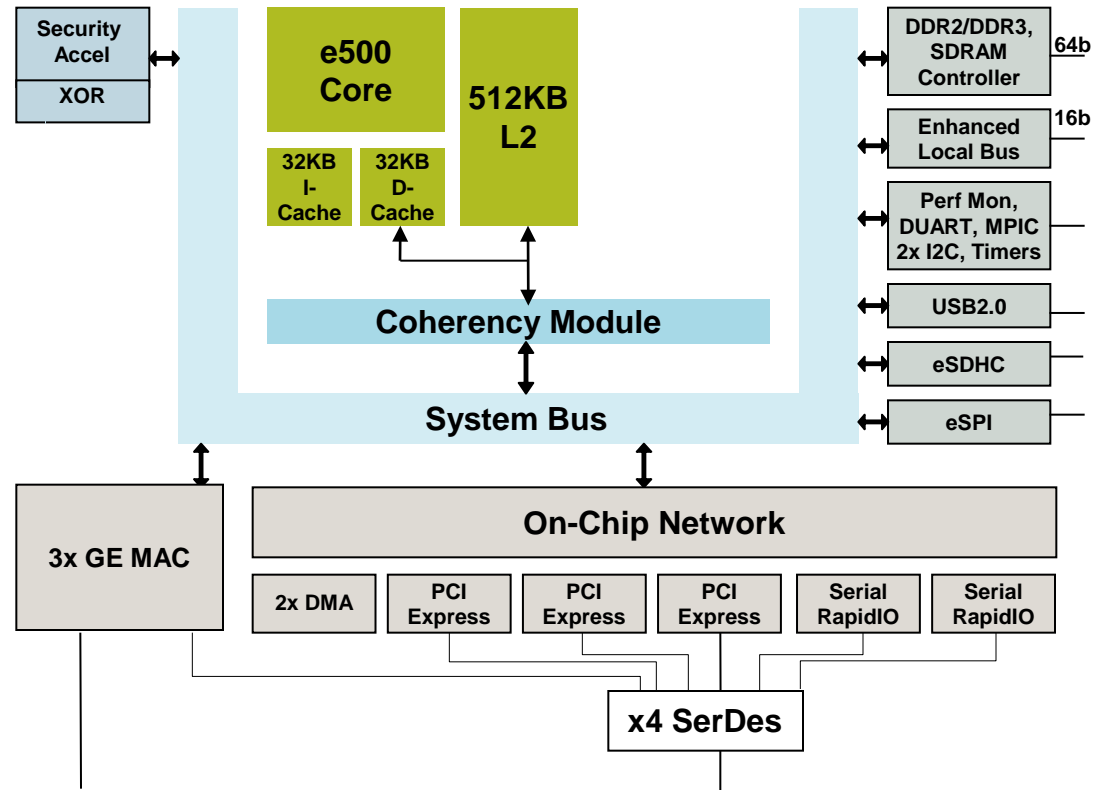 Security
Accel
XOR
e500
Core
512KB
L2
32KB
I-
Cache
32KB
D-
Cache
Coherency Module
System Bus
DDR2/DDR3,
SDRAM
Controller
64b
Enhanced
Local Bus
16b
Perf Mon,
DUART, MPIC
2x I2C, Timers
USB2.0
eSDHC
eSPI
3x GE MAC
On-Chip Network
2x DMA
PCI
Express
PCI
Express
PCI
Express
Serial
RapidIO
Serial
RapidIO
x4 SerDes